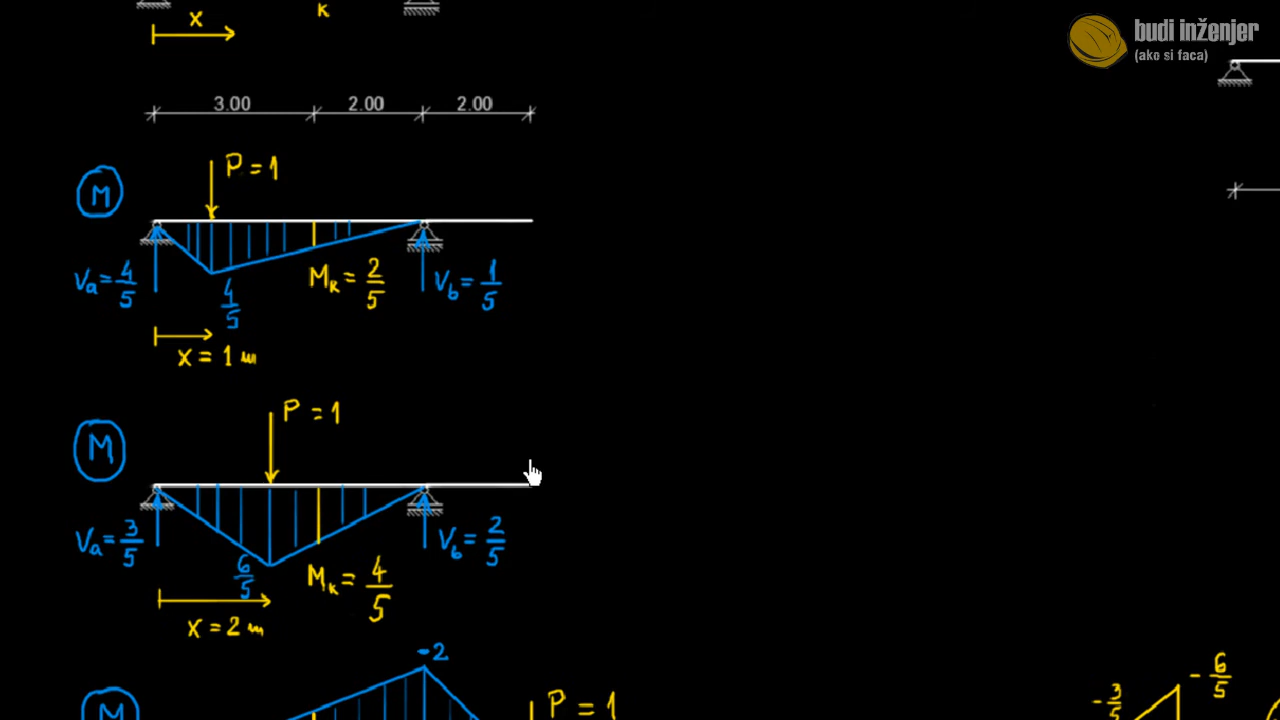 x
k
budi inženjer
(ako si faca)
3.00 2.00 2.00
P = 1
M
Va = 4/5
4/5
Mk = 2/5
Vb = 1/5
x = 1 m
P = 1
M
Va = 3/5
6/5
Mk = 4/5
Vb = 2/5
x = 2 m
-2
M
P = 1
-3/5
-6/5